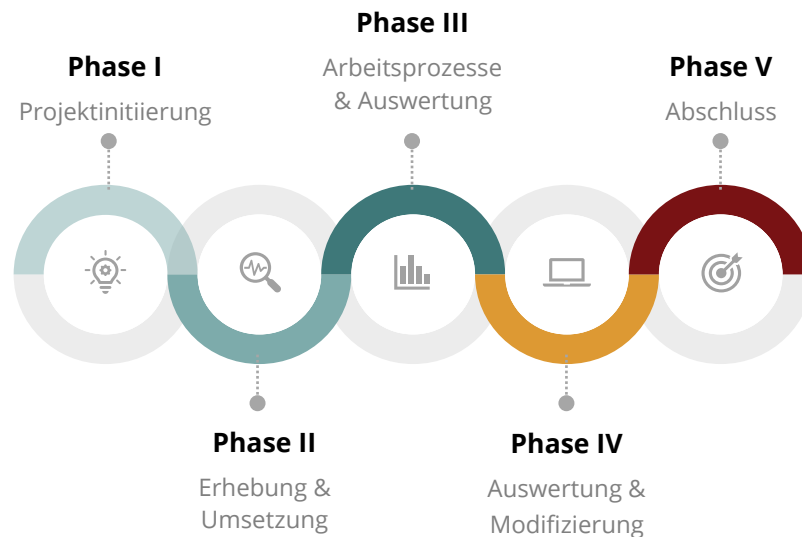 Phase I
Projektinitiierung
Phase II
Erhebung &
Umsetzung
Phase III
Arbeitsprozesse
& Auswertung
Phase IV
Auswertung &
Modifizierung
Phase V
Abschluss